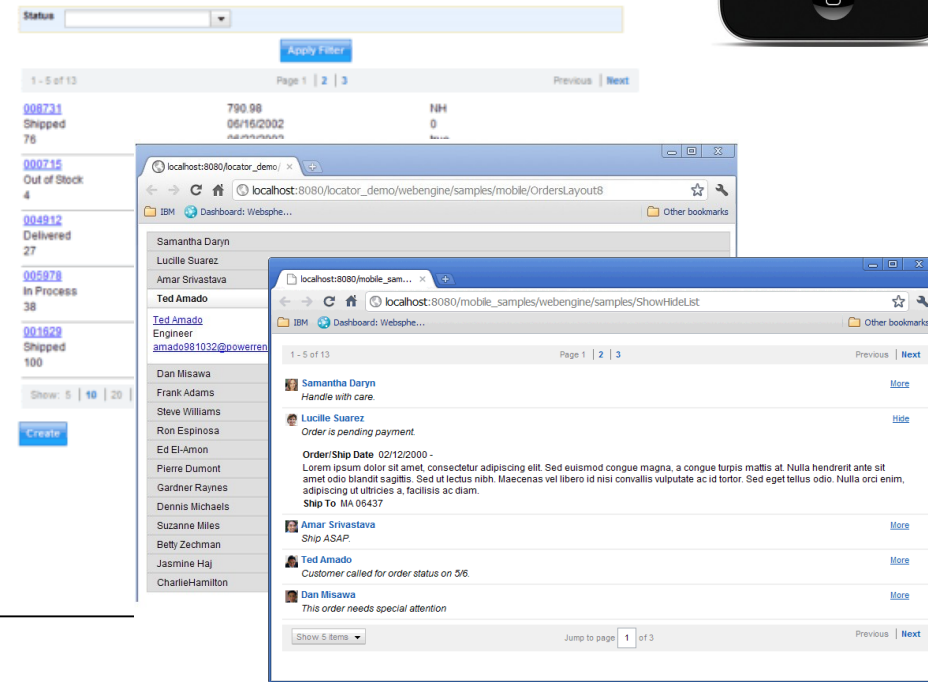 Status
Apply Filter
1 - 5 of 13 Page 1 | 2 | 3 Previous | Next
008731 790.98 NH
Shipped 06/16/2002 0
76 06/22/2002 true
000715
Out of Stock
4
004912
Delivered
27
005978
In Process
38
001629
Shipped
100
Show: 5 | 10 | 20 |
Create
localhost:8080/locator_demo/
localhost:8080/locator_demo/webengine/samples/mobile/OrdersLayout8
IBM Dashboard: Websphe... Other bookmarks
Samantha Daryn
Lucille Suarez
Amar Srivastava
Ted Amado
Ted Amado
Engineer
amado981032@powerren
Dan Misawa
Frank Adams
Steve Williams
Ron Espinosa
Ed El-Amon
Pierre Dumont
Gardner Raynes
Dennis Michaels
Suzanne Miles
Betty Zechman
Jasmine Haj
CharlieHamilton
localhost:8080/mobile_sam...
localhost:8080/mobile_samples/webengine/samples/ShowHideList
IBM Dashboard: Websphe... Other bookmarks
1 - 5 of 13 Page 1 | 2 | 3 Previous | Next
Samantha Daryn More
Handle with care.
Lucille Suarez Hide
Order is pending payment.
Order/Ship Date 02/12/2000 -
Lorem ipsum dolor sit amet, consectetur adipiscing elit. Sed euismod congue magna, a congue turpis mattis at. Nulla hendrerit ante sit
amet odio blandit sagittis. Sed ut lectus nibh. Maecenas vel libero id nisi convallis vulputate ac id tortor. Sed eget tellus odio. Nulla orci enim,
adipiscing ut ultricies a, facilisis ac diam.
Ship To MA 06437
Amar Srivastava More
Ship ASAP.
Ted Amado More
Customer called for order status on 5/6.
Dan Misawa More
This order needs special attention
Show 5 items Jump to page 1 of 3 Previous | Next